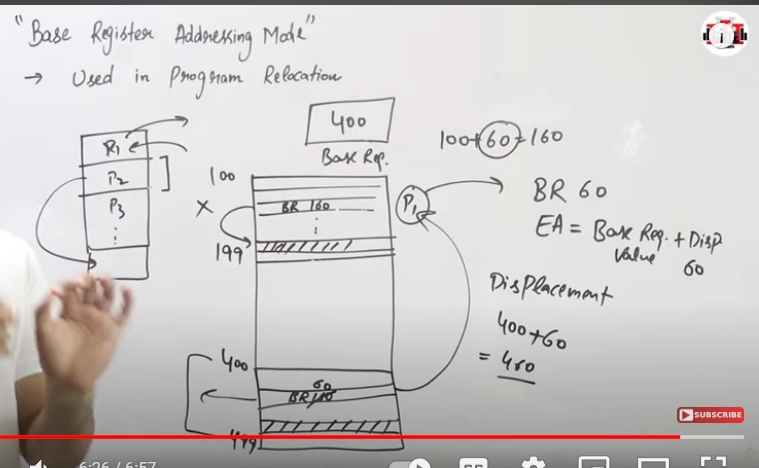 "Base Register Addressing Mode"
→ Used in Program Relocation
400
Base Reg.
100+60=160
P1
P2
P3
100
BR 160
199
P1
BR 60
EA = Base Reg. + Disp
Value 60
Displacement
400+60
= 460
400
60
BR 160
499
SUBSCRIBE
6:26 / 6:57